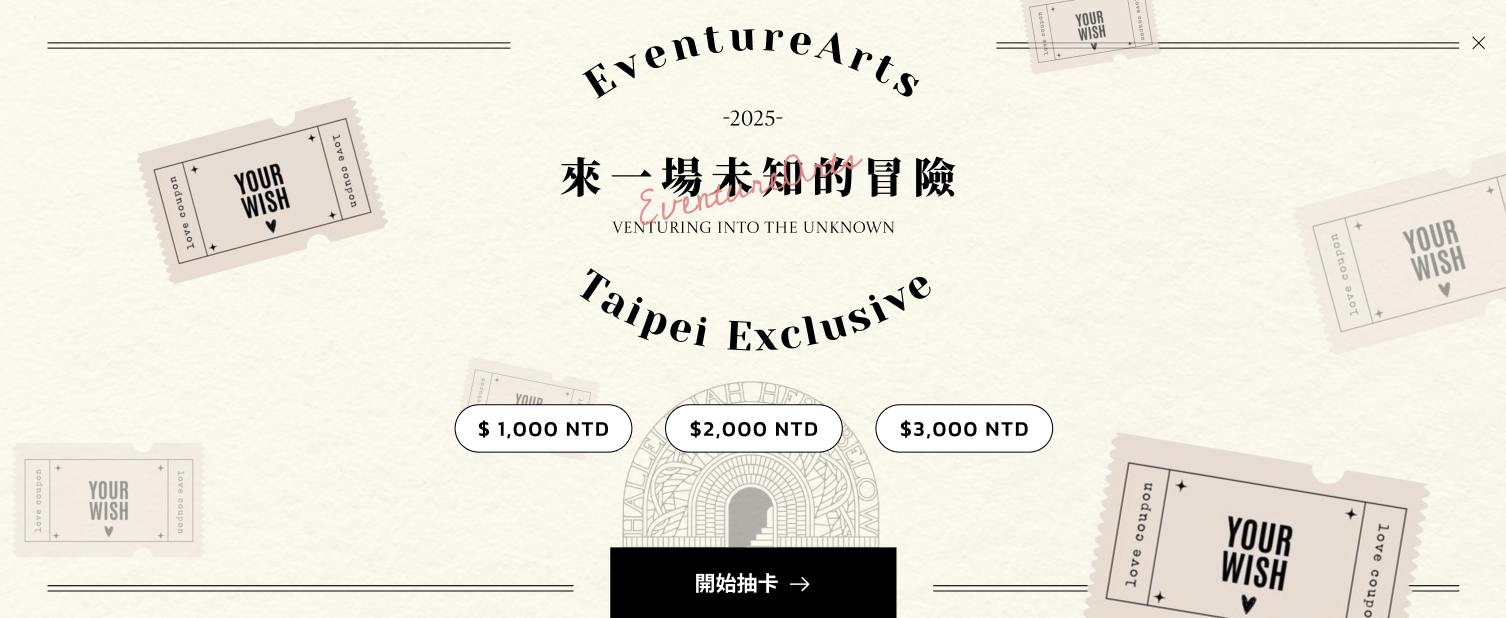 EventureArts
-2025-
來一場未知的冒險
EventureArts
VENTURING INTO THE UNKNOWN
Taipei Exclusive
$ 1,000 NTD
$2,000 NTD
$3,000 NTD
開始抽卡 →
love coupon
YOUR
WISH
love coupon
love coupon
YOUR
WISH
love coupon
love coupon
YOUR
WISH
love coupon
YOUR
WISH
love coupon
love coupon
YOUR
WISH
love coupon